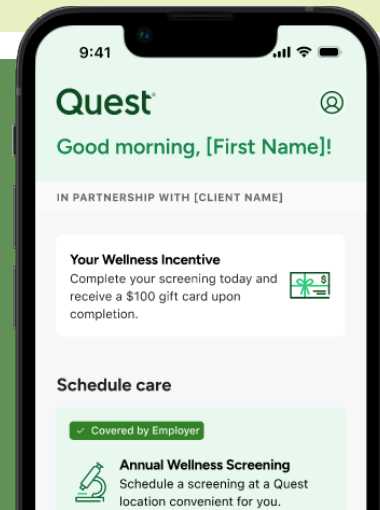 9:41
Quest
Good morning, [First Name]!
IN PARTNERSHIP WITH [CLIENT NAME]
Your Wellness Incentive
Complete your screening today and
receive a $100 gift card upon
completion.
$
Schedule care
Covered by Employer
Annual Wellness Screening
Schedule a screening at a Quest
location convenient for you.